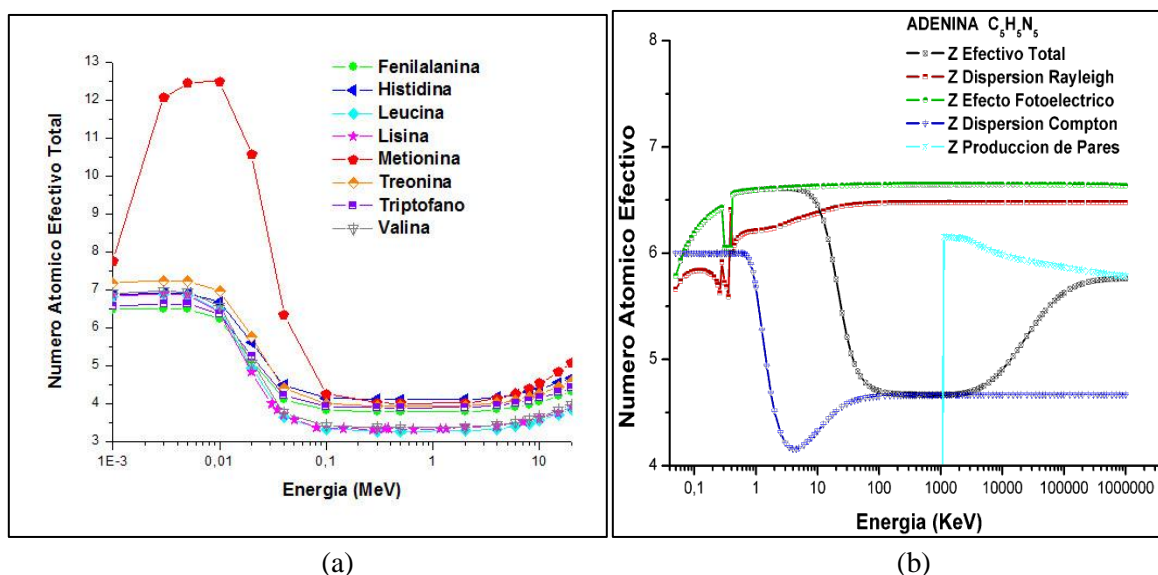 13
12
11
10
9
8
7
6
5
4
3
Numero Atomico Efectivo Total
Fenilalanina
Histidina
Leucina
Lisina
Metionina
Treonina
Triptofano
Valina
1E-3
0,01
0,1
1
10
Energia (MeV)
(a)
ADENINA C₅H₅N₅
Z Efectivo Total
Z Dispersion Rayleigh
Z Efecto Fotoelectrico
Z Dispersion Compton
Z Produccion de Pares
8
7
6
5
4
Numero Atomico Efectivo
0,1
1
10
100
1000
10000
100000
1000000
Energia (KeV)
(b)